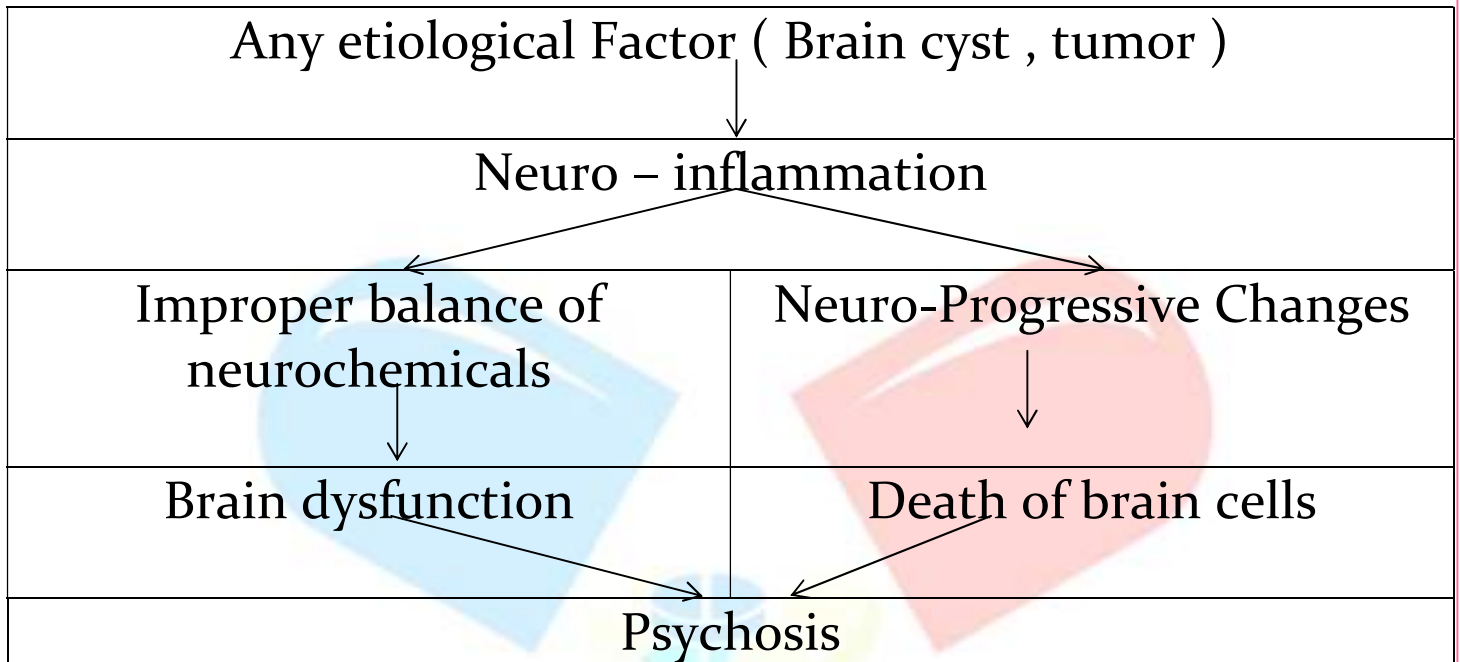 Any etiological Factor ( Brain cyst , tumor )
Neuro – inflammation
Improper balance of
neurochemicals
Neuro-Progressive Changes
Brain dysfunction
Death of brain cells
Psychosis